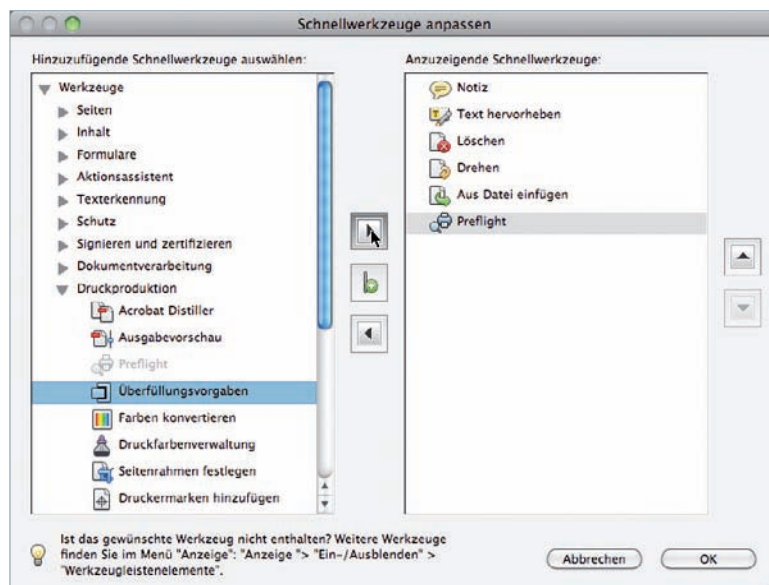 Schnellwerkzeuge anpassen
Hinzuzufügende Schnellwerkzeuge auswählen:
Werkzeuge
Seiten
Inhalt
Formulare
Aktionsassistent
Texterkennung
Schutz
Signieren und zertifizieren
Dokumentverarbeitung
Druckproduktion
Acrobat Distiller
Ausgabevorschau
Preflight
Überfüllungsvorgaben
Farben konvertieren
Druckfarbenverwaltung
Seitenrahmen festlegen
Druckermarken hinzufügen
Anzuzeigende Schnellwerkzeuge:
Notiz
Text hervorheben
Löschen
Drehen
Aus Datei einfügen
Preflight
Ist das gewünschte Werkzeug nicht enthalten? Weitere Werkzeuge
finden Sie im Menü "Anzeige": "Anzeige "> "Ein-/Ausblenden" >
"Werkzeugleistenelemente".
Abbrechen
OK